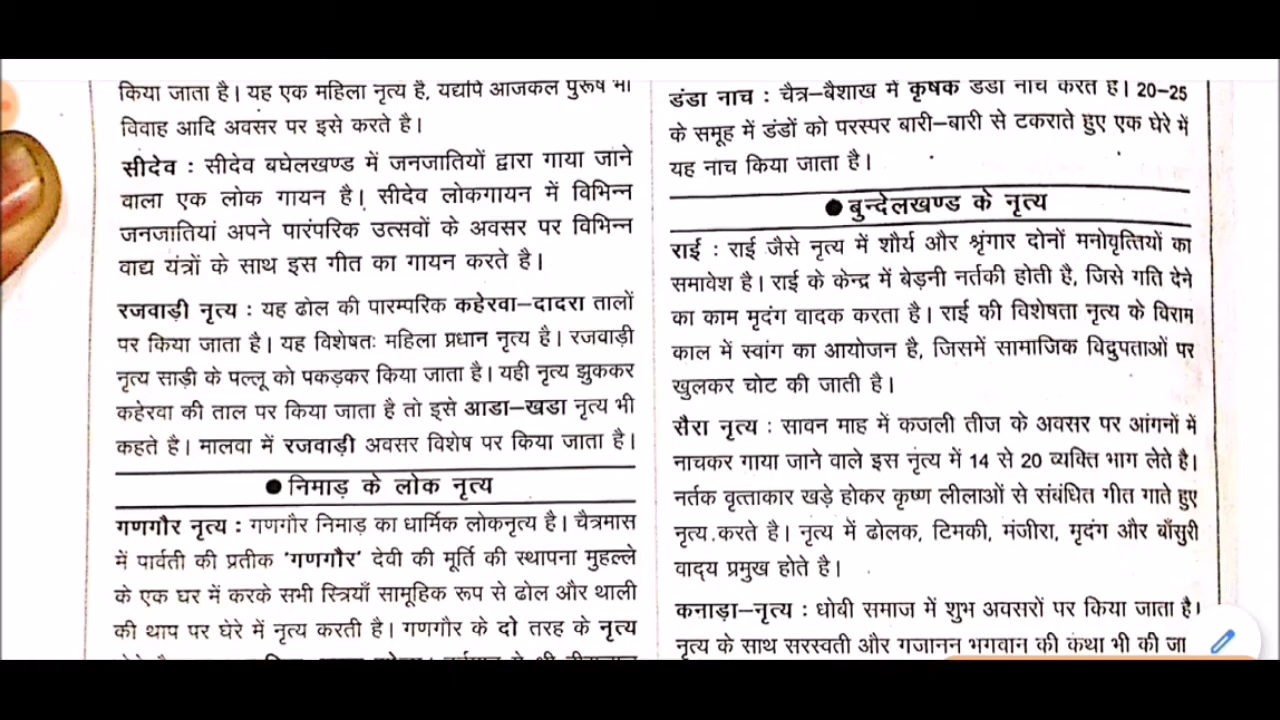 किया जाता है। यह एक महिला नृत्य है, यद्यपि आजकल पुरूष भी
विवाह आदि अवसर पर इसे करते है।
सीदेव : सीदेव बघेलखण्ड में जनजातियों द्वारा गाया जाने
वाला एक लोक गायन है। सीदेव लोकगायन में विभिन्न
जनजातियां अपने पारंपरिक उत्सवों के अवसर पर विभिन्न
वाद्य यंत्रों के साथ इस गीत का गायन करते है।
रजवाड़ी नृत्य : यह ढोल की पारम्परिक कहेरवा–दादरा तालों
पर किया जाता है। यह विशेषतः महिला प्रधान नृत्य है। रजवाड़ी
नृत्य साड़ी के पल्लू को पकड़कर किया जाता है। यही नृत्य झुककर
कहेरवा की ताल पर किया जाता है तो इसे आडा–खडा नृत्य भी
कहते है। मालवा में रजवाड़ी अवसर विशेष पर किया जाता है।
● निमाड़ के लोक नृत्य
गणगौर नृत्य : गणगौर निमाड़ का धार्मिक लोकनृत्य है। चैत्रमास
में पार्वती की प्रतीक ‘गणगौर’ देवी की मूर्ति की स्थापना मुहल्ले
के एक घर में करके सभी स्त्रियाँ सामूहिक रूप से ढोल और थाली
की थाप पर घेरे में नृत्य करती है। गणगौर के दो तरह के नृत्य
डंडा नाच : चैत्र–बैशाख में कृषक डंडा नाच करते है। 20–25
के समूह में डंडों को परस्पर बारी–बारी से टकराते हुए एक घेरे में
यह नाच किया जाता है।
● बुन्देलखण्ड के नृत्य
राई : राई जैसे नृत्य में शौर्य और श्रृंगार दोनों मनोवृत्तियों का
समावेश है। राई के केन्द्र में बेड़नी नर्तकी होती है, जिसे गति देने
का काम मृदंग वादक करता है। राई की विशेषता नृत्य के विराम
काल में स्वांग का आयोजन है, जिसमें सामाजिक विद्रुपताओं पर
खुलकर चोट की जाती है।
सैरा नृत्य : सावन माह में कजली तीज के अवसर पर आंगनों में
नाचकर गाया जाने वाले इस नृत्य में 14 से 20 व्यक्ति भाग लेते है।
नर्तक वृत्ताकार खड़े होकर कृष्ण लीलाओं से संबंधित गीत गाते हुए
नृत्य करते है। नृत्य में ढोलक, टिमकी, मंजीरा, मृदंग और बाँसुरी
वाद्य प्रमुख होते है।
कनाड़ा–नृत्य : धोबी समाज में शुभ अवसरों पर किया जाता है।
नृत्य के साथ सरस्वती और गजानन भगवान की कथा भी की जा